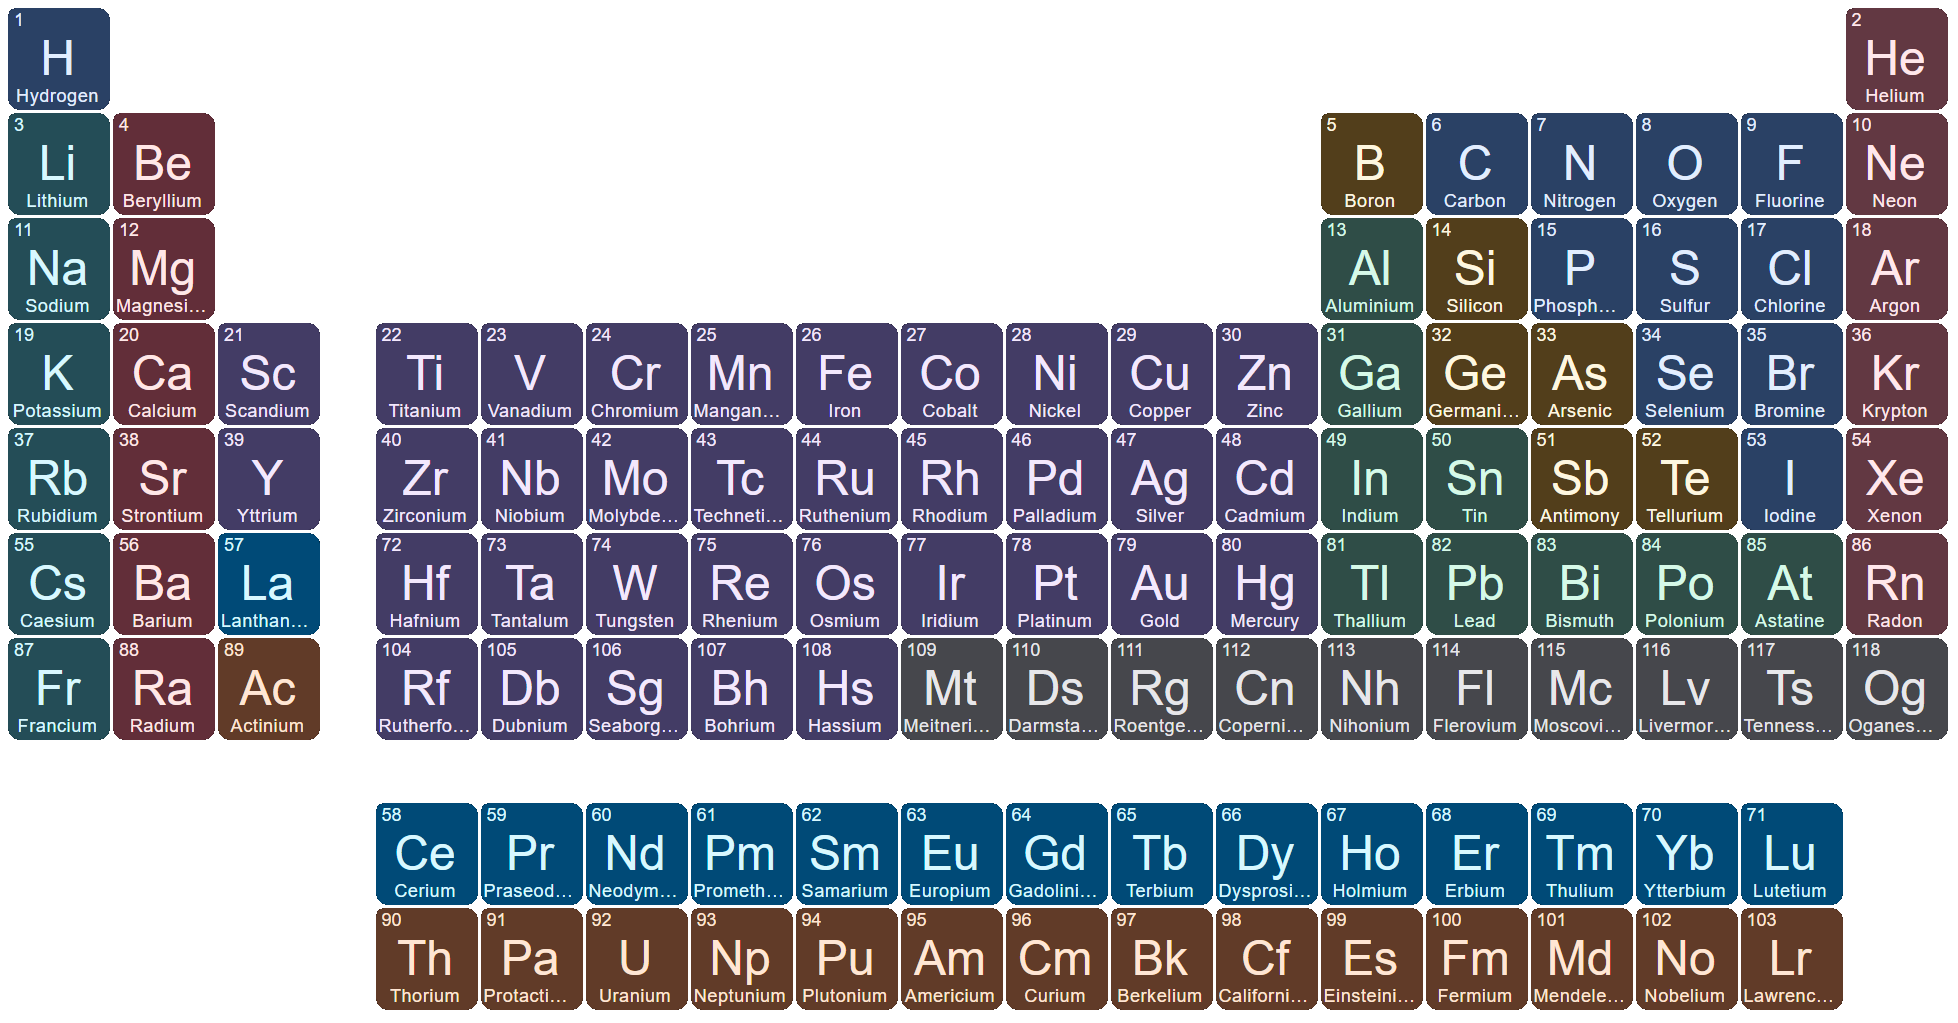 1 2
H He
Hydrogen Helium
3 4 5 6 7 8 9 10
Li Be B C N O F Ne
Lithium Beryllium Boron Carbon Nitrogen Oxygen Fluorine Neon
11 12 13 14 15 16 17 18
Na Mg Al Si P S Cl Ar
Sodium Magnesi... Aluminium Silicon Phosph... Sulfur Chlorine Argon
19 20 21 22 23 24 25 26 27 28 29 30 31 32 33 34 35 36
K Ca Sc Ti V Cr Mn Fe Co Ni Cu Zn Ga Ge As Se Br Kr
Potassium Calcium Scandium Titanium Vanadium Chromium Mangan... Iron Cobalt Nickel Copper Zinc Gallium Germani... Arsenic Selenium Bromine Krypton
37 38 39 40 41 42 43 44 45 46 47 48 49 50 51 52 53 54
Rb Sr Y Zr Nb Mo Tc Ru Rh Pd Ag Cd In Sn Sb Te I Xe
Rubidium Strontium Yttrium Zirconium Niobium Molybde... Techneti... Ruthenium Rhodium Palladium Silver Cadmium Indium Tin Antimony Tellurium Iodine Xenon
55 56 57 72 73 74 75 76 77 78 79 80 81 82 83 84 85 86
Cs Ba La Hf Ta W Re Os Ir Pt Au Hg Tl Pb Bi Po At Rn
Caesium Barium Lanthan... Hafnium Tantalum Tungsten Rhenium Osmium Iridium Platinum Gold Mercury Thallium Lead Bismuth Polonium Astatine Radon
87 88 89 104 105 106 107 108 109 110 111 112 113 114 115 116 117 118
Fr Ra Ac Rf Db Sg Bh Hs Mt Ds Rg Cn Nh Fl Mc Lv Ts Og
Francium Radium Actinium Rutherfo... Dubnium Seaborg... Bohrium Hassium Meitneri... Darmsta... Roentge... Coperni... Nihonium Flerovium Moscovi... Livermor... Tenness... Oganes...
58 59 60 61 62 63 64 65 66 67 68 69 70 71
Ce Pr Nd Pm Sm Eu Gd Tb Dy Ho Er Tm Yb Lu
Cerium Praseod... Neodym... Prometh... Samarium Europium Gadolini... Terbium Dysprosi... Holmium Erbium Thulium Ytterbium Lutetium
90 91 92 93 94 95 96 97 98 99 100 101 102 103
Th Pa U Np Pu Am Cm Bk Cf Es Fm Md No Lr
Thorium Protacti... Uranium Neptunium Plutonium Americium Curium Berkelium Californi... Einsteini... Fermium Mendele... Nobelium Lawrenc...